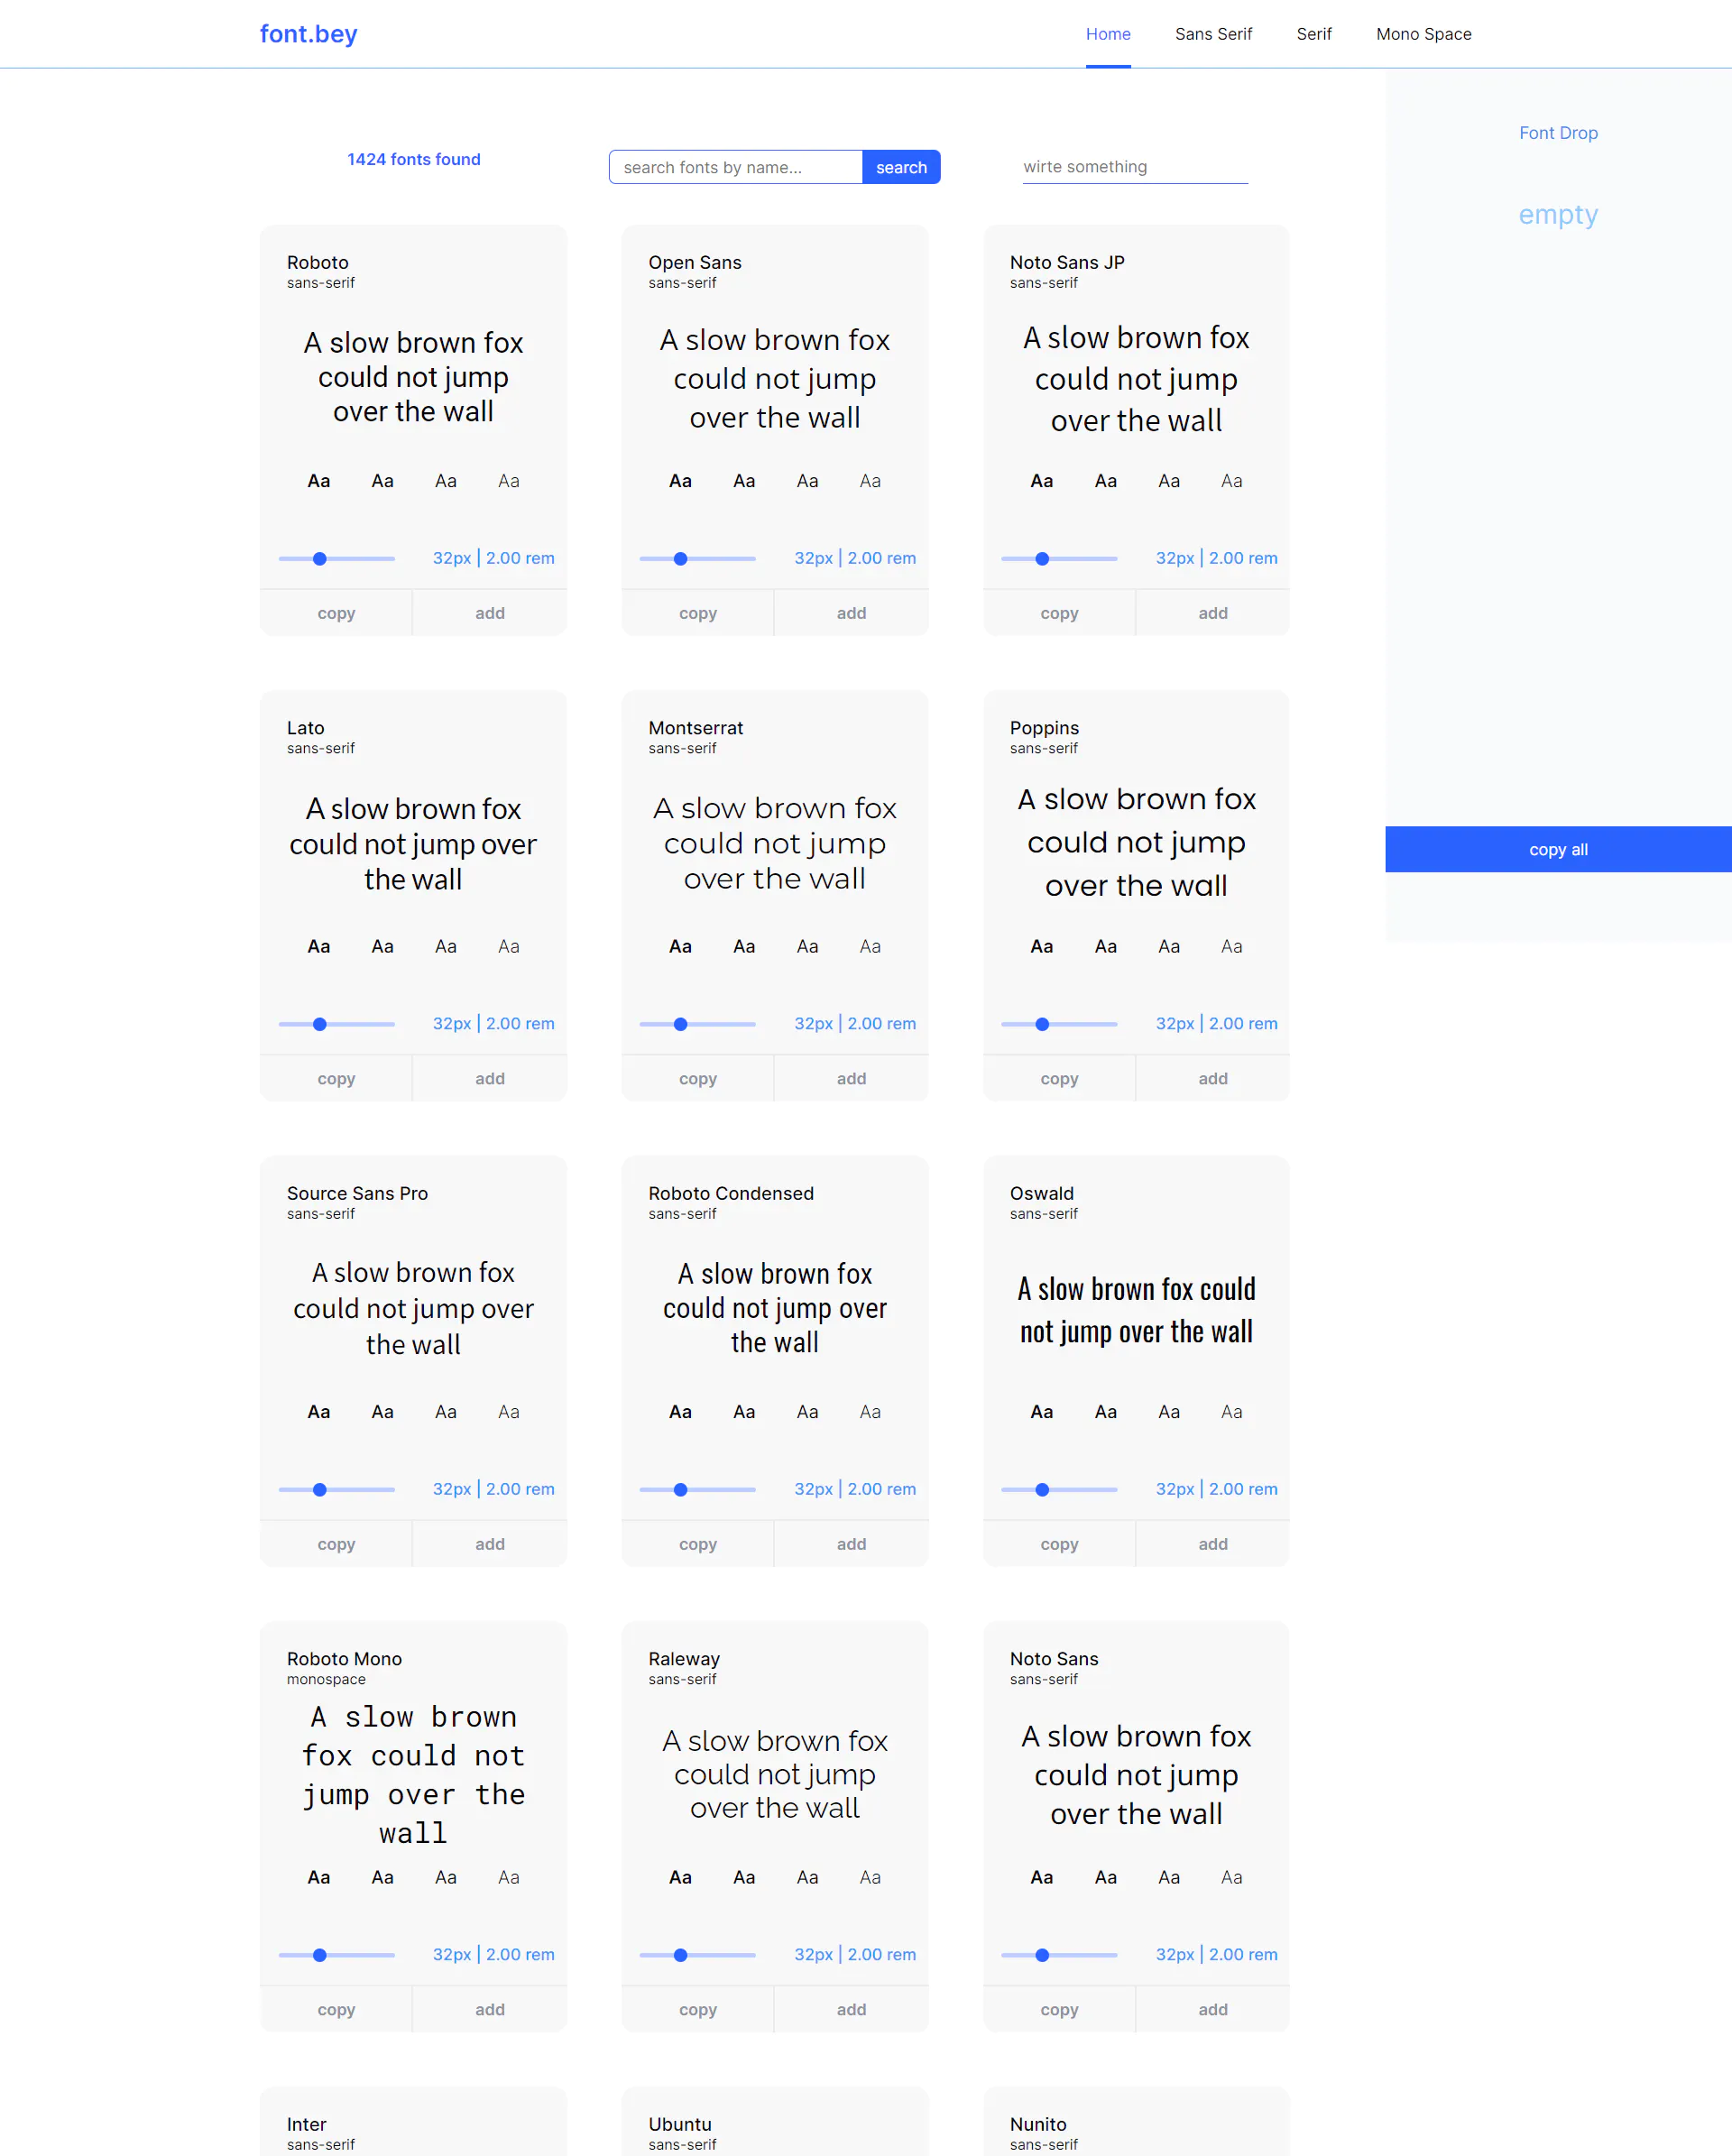 font.bey
Home Sans Serif Serif Mono Space
1424 fonts found
search fonts by name...
search
wirte something
Font Drop
empty
copy all
Roboto
sans-serif
A slow brown fox
could not jump
over the wall
Aa Aa Aa Aa
32px | 2.00 rem
copy add
Open Sans
sans-serif
A slow brown fox
could not jump
over the wall
Aa Aa Aa Aa
32px | 2.00 rem
copy add
Noto Sans JP
sans-serif
A slow brown fox
could not jump
over the wall
Aa Aa Aa Aa
32px | 2.00 rem
copy add
Lato
sans-serif
A slow brown fox
could not jump over
the wall
Aa Aa Aa Aa
32px | 2.00 rem
copy add
Montserrat
sans-serif
A slow brown fox
could not jump
over the wall
Aa Aa Aa Aa
32px | 2.00 rem
copy add
Poppins
sans-serif
A slow brown fox
could not jump
over the wall
Aa Aa Aa Aa
32px | 2.00 rem
copy add
Source Sans Pro
sans-serif
A slow brown fox
could not jump over
the wall
Aa Aa Aa Aa
32px | 2.00 rem
copy add
Roboto Condensed
sans-serif
A slow brown fox
could not jump over
the wall
Aa Aa Aa Aa
32px | 2.00 rem
copy add
Oswald
sans-serif
A slow brown fox could
not jump over the wall
Aa Aa Aa Aa
32px | 2.00 rem
copy add
Roboto Mono
monospace
A slow brown
fox could not
jump over the
wall
Aa Aa Aa Aa
32px | 2.00 rem
copy add
Raleway
sans-serif
A slow brown fox
could not jump
over the wall
Aa Aa Aa Aa
32px | 2.00 rem
copy add
Noto Sans
sans-serif
A slow brown fox
could not jump
over the wall
Aa Aa Aa Aa
32px | 2.00 rem
copy add
Inter
sans-serif
Ubuntu
sans-serif
Nunito
sans-serif